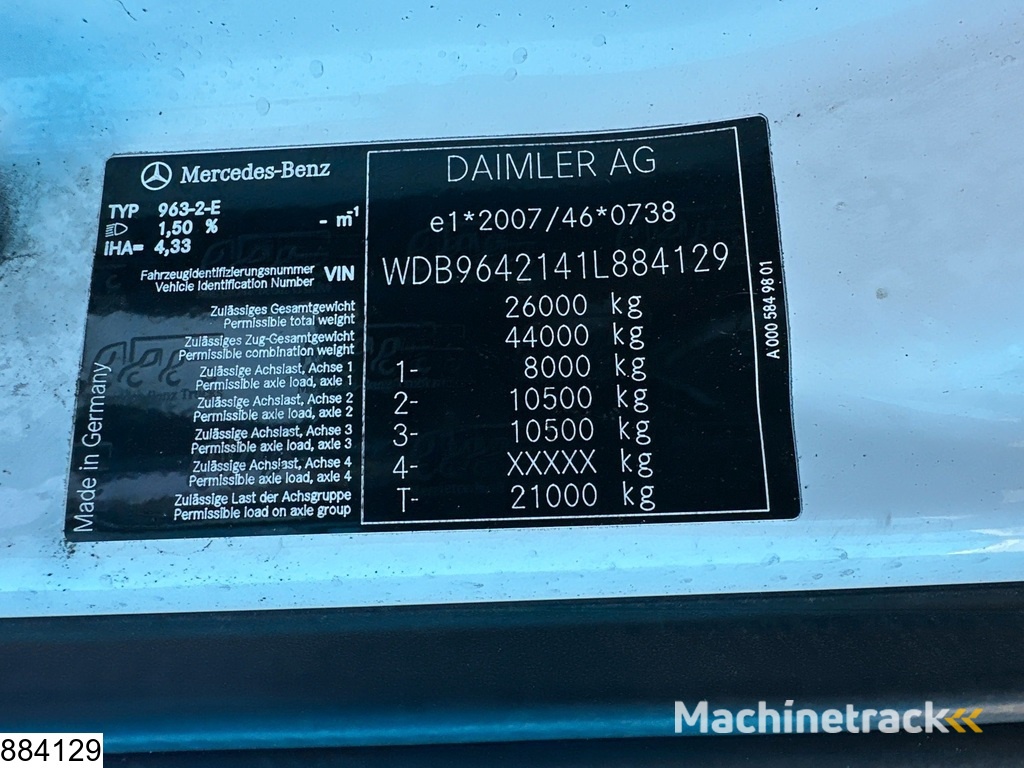 Mercedes-Benz
TYP 963-2-E
1,50 % - m-1
iHA= 4,33
Fahrzeugidentifizierungsnummer
Vehicle Identification Number VIN
Zulässiges Gesamtgewicht
Permissible total weight
Zulässiges Zug-Gesamtgewicht
Permissible combination weight
Zulässige Achslast, Achse 1
Permissible axle load, axle 1
Zulässige Achslast, Achse 2
Permissible axle load, axle 2
Zulässige Achslast, Achse 3
Permissible axle load, axle 3
Zulässige Achslast, Achse 4
Permissible axle load, axle 4
Zulässige Last der Achsgruppe
Permissible load on axle group
Made in Germany
DAIMLER AG
e1*2007/46*0738
WDB9642141L884129
26000 kg
44000 kg
1- 8000 kg
2- 10500 kg
3- 10500 kg
4- XXXXX kg
T- 21000 kg
A 000 584 98 01
Machinetrack
884129